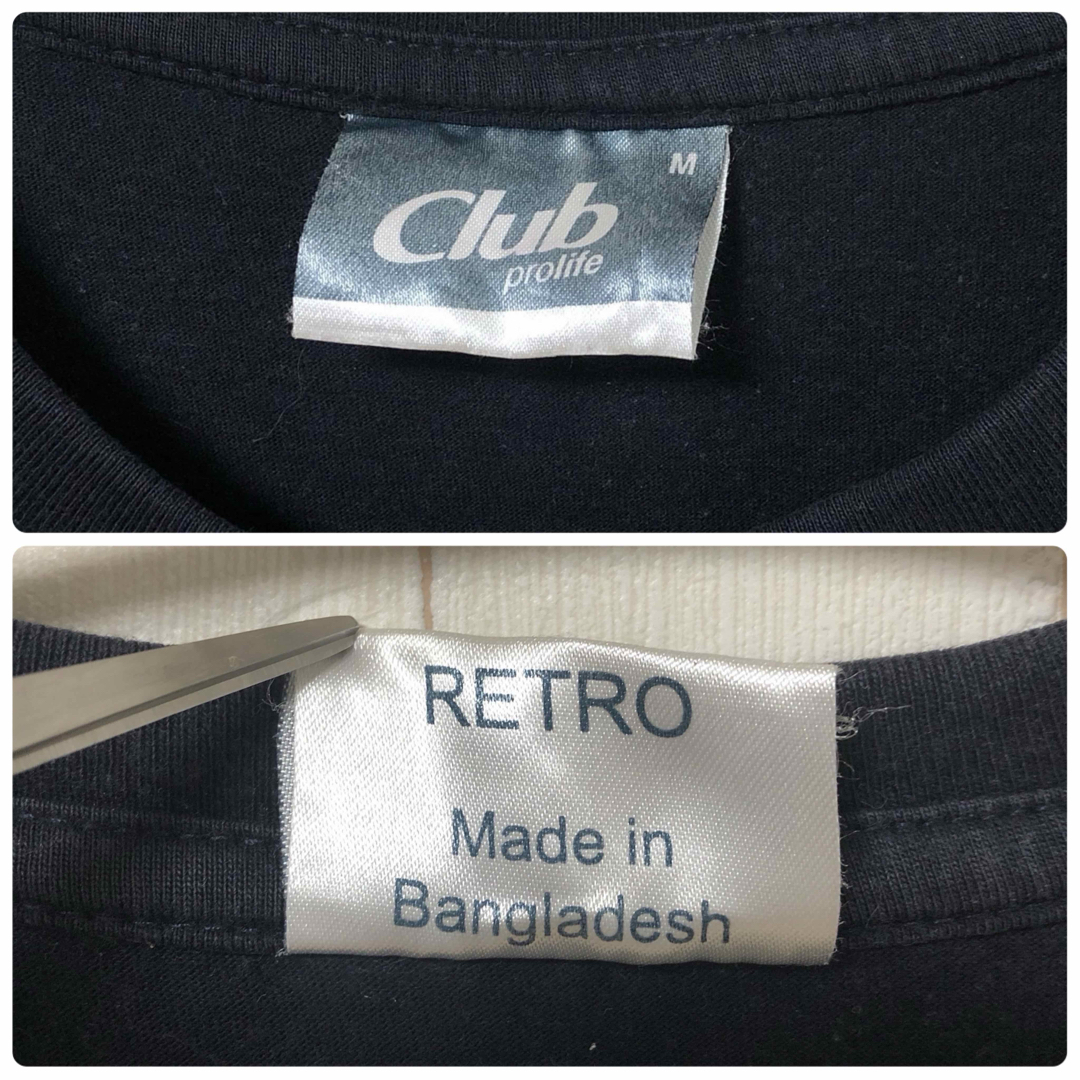 M
Club
prolife
RETRO
Made in
Bangladesh